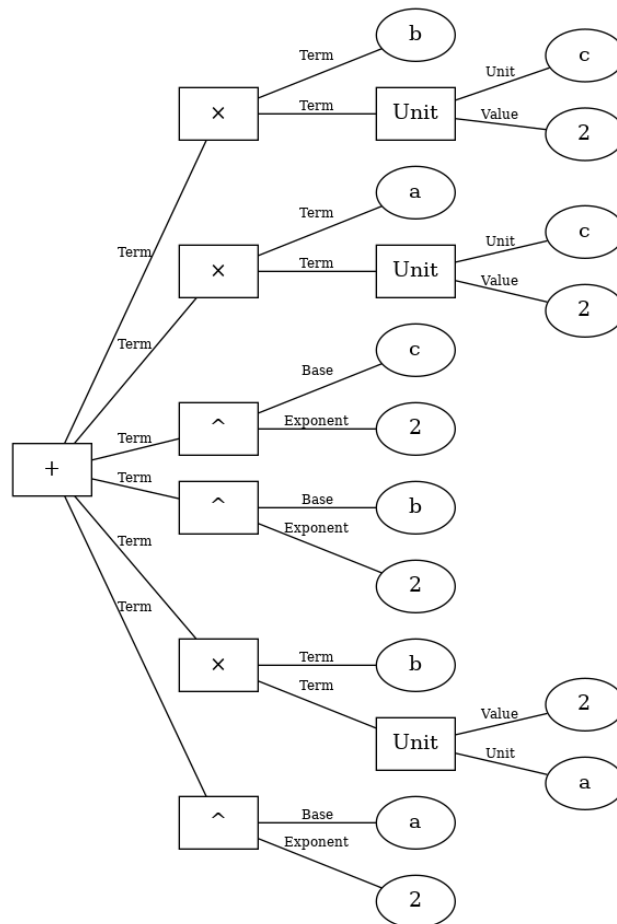 b
Term
c
Unit
×
Term
Unit
Value
2
a
Term
c
Unit
Term
×
Term
Unit
Value
2
Term
c
Base
^
Exponent
2
Term
+
Term
^
Base
b
Exponent
Term
2
Term
×
Term
b
Term
Value
2
Unit
Unit
a
^
Base
a
Exponent
2